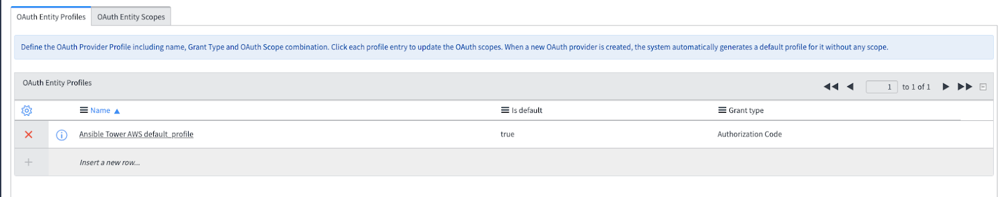 OAuth Entity Profiles OAuth Entity Scopes
Define the OAuth Provider Profile including name, Grant Type and OAuth Scope combination. Click each profile entry to update the OAuth scopes. When a new OAuth provider is created, the system automatically generates a default profile for it without any scope.
OAuth Entity Profiles 1 to 1 of 1
Name Is default Grant type
Ansible Tower AWS default_profile true Authorization Code
Insert a new row...